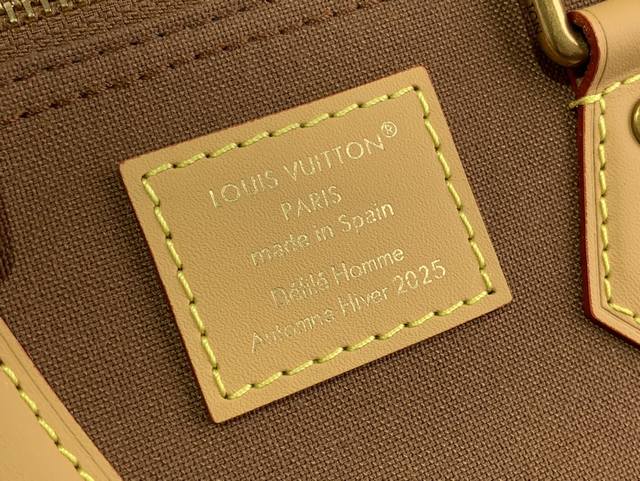 LOUIS VUITTON®
PARIS
made in Spain
Défilé Homme
Automne Hiver 2025